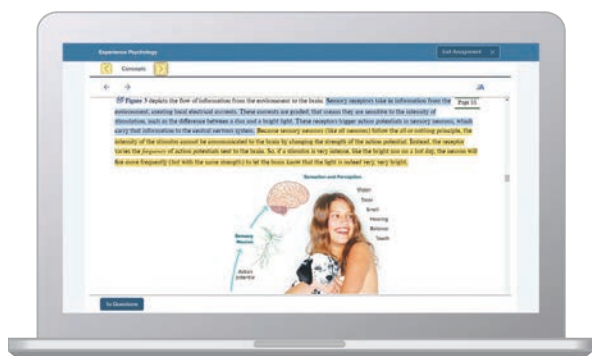 Experience Psychology
Exit Assignment ×
Concepts
Figure 3 depicts the flow of information from the environment to the brain. Sensory receptors take in information from the
environment, creating local electrical currents. These currents are graded; that means they are sensitive to the intensity of
stimulation, such as the difference between a dim and a bright light. These receptors trigger action potentials in sensory neurons, which
carry that information to the central nervous system. Because sensory neurons (like all neurons) follow the all-or-nothing principle, the
intensity of the stimulus cannot be communicated to the brain by changing the strength of the action potential. Instead, the receptor
varies the frequency of action potentials sent to the brain. So, if a stimulus is very intense, like the bright sun on a hot day, the neuron will
fire more frequently (but with the same strength) to let the brain know that the light is indeed very, very bright.
Sensation and Perception
Vision
Taste
Smell
Hearing
Balance
Touch
Sensory
Neuron
Action
potential
To Questions